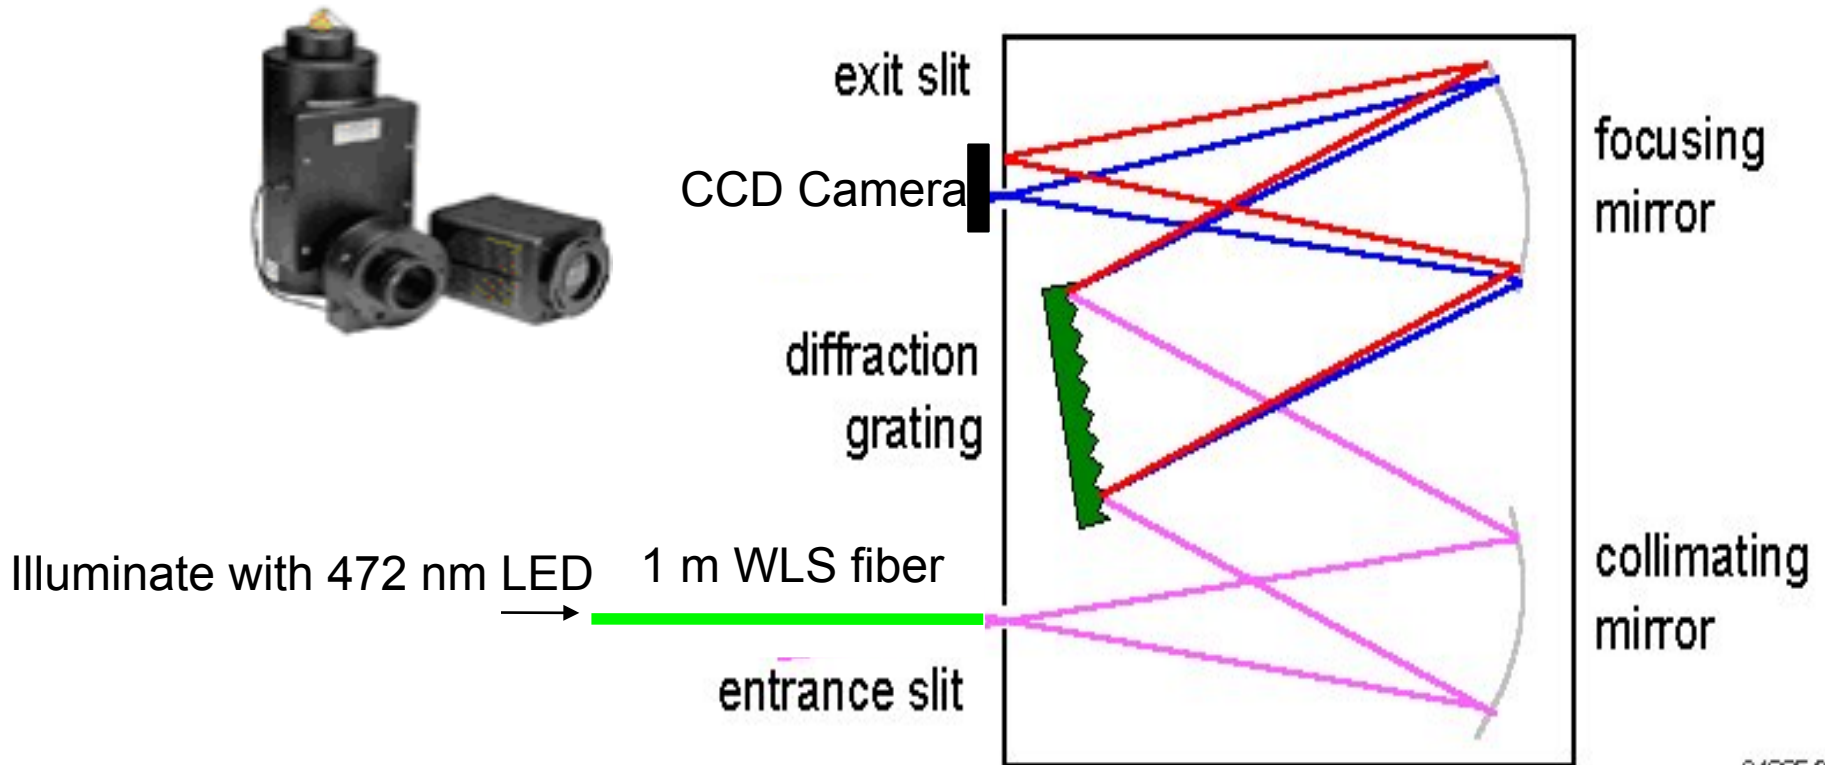 exit slit
CCD Camera
focusing
mirror
diffraction
grating
Illuminate with 472 nm LED
1 m WLS fiber
entrance slit
collimating
mirror